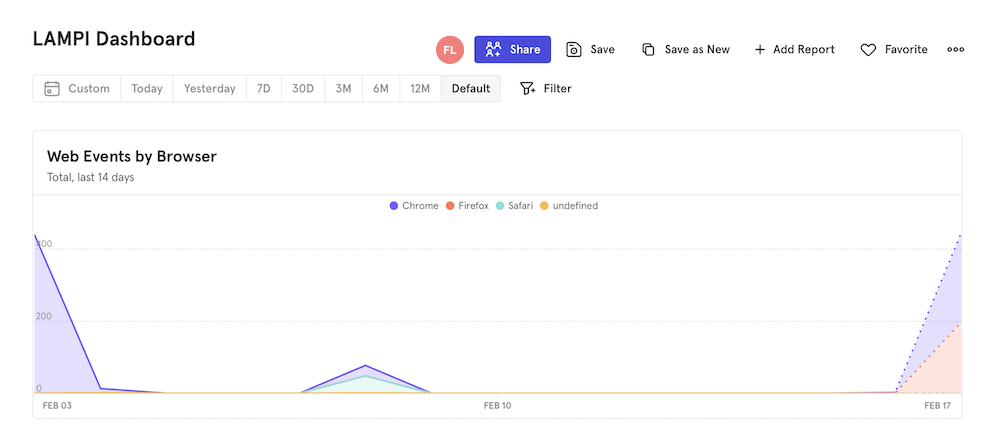 LAMPI Dashboard
FL Share Save Save as New Add Report Favorite
Custom Today Yesterday 7D 30D 3M 6M 12M Default Filter
Web Events by Browser
Total, last 14 days
Chrome Firefox Safari undefined
400
200
0
FEB 03 FEB 10 FEB 17